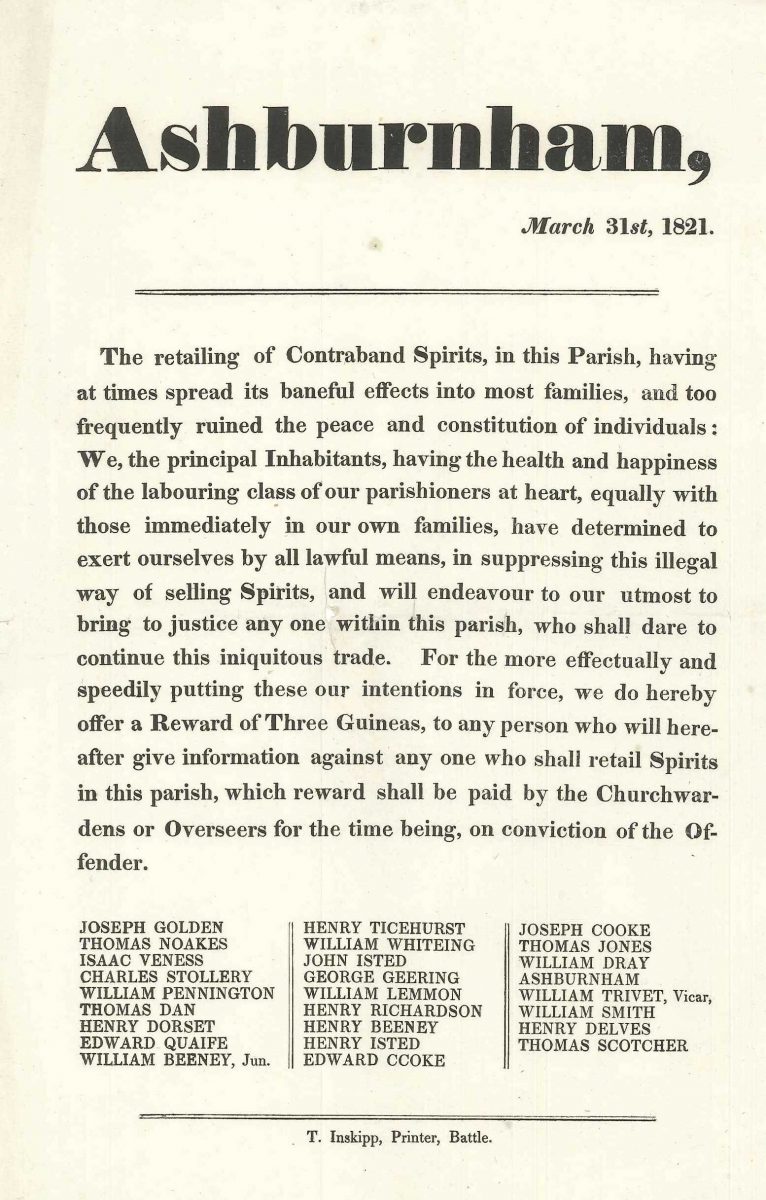 Ashburnham,
March 31st, 1821.
The retailing of Contraband Spirits, in this Parish, having
at times spread its baneful effects into most families, and too
frequently ruined the peace and constitution of individuals :
We, the principal Inhabitants, having the health and happiness
of the labouring class of our parishioners at heart, equally with
those immediately in our own families, have determined to
exert ourselves by all lawful means, in suppressing this illegal
way of selling Spirits, and will endeavour to our utmost to
bring to justice any one within this parish, who shall dare to
continue this iniquitous trade. For the more effectually and
speedily putting these our intentions in force, we do hereby
offer a Reward of Three Guineas, to any person who will here-
after give information against any one who shall retail Spirits
in this parish, which reward shall be paid by the Churchwar-
dens or Overseers for the time being, on conviction of the Of-
fender.
JOSEPH GOLDEN
THOMAS NOAKES
ISAAC VENESS
CHARLES STOLLERY
WILLIAM PENNINGTON
THOMAS DAN
HENRY DORSET
EDWARD QUAIFE
WILLIAM BEENEY, Jun.
HENRY TICEHURST
WILLIAM WHITEING
JOHN ISTED
GEORGE GEERING
WILLIAM LEMMON
HENRY RICHARDSON
HENRY BEENEY
HENRY ISTED
EDWARD CCOKE
JOSEPH COOKE
THOMAS JONES
WILLIAM DRAY
ASHBURNHAM
WILLIAM TRIVET, Vicar,
WILLIAM SMITH
HENRY DELVES
THOMAS SCOTCHER
T. Inskipp, Printer, Battle.